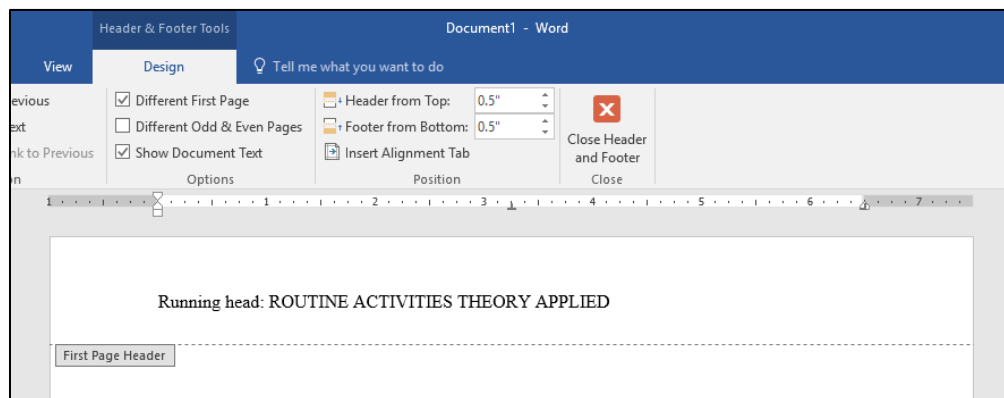 Header & Footer Tools
Document1 - Word
View
Design
Tell me what you want to do
evious
ext
nk to Previous
n
Different First Page
Different Odd & Even Pages
Show Document Text
Options
Header from Top: 0.5"
Footer from Bottom: 0.5"
Insert Alignment Tab
Position
Close Header
and Footer
Close
1 1 2 3 4 5 6 7
Running head: ROUTINE ACTIVITIES THEORY APPLIED
First Page Header